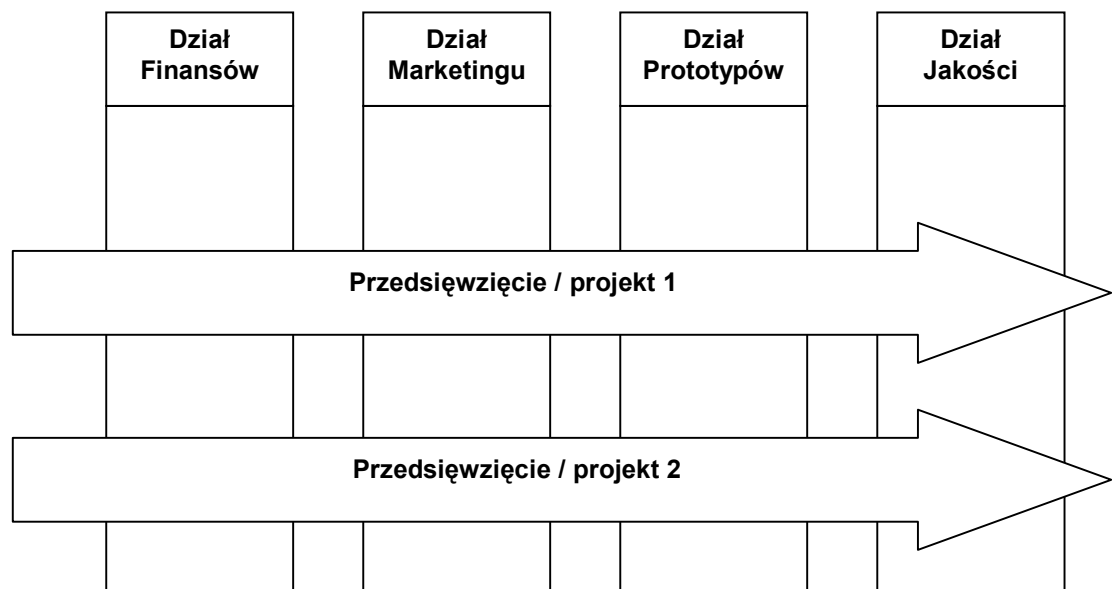 Dział
Finansów
Dział
Marketingu
Dział
Prototypów
Dział
Jakości
Przedsięwzięcie / projekt 1
Przedsięwzięcie / projekt 2